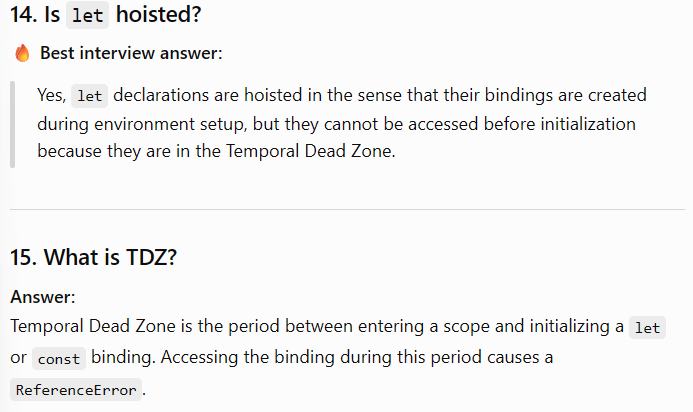 14. Is let hoisted?
🔥 Best interview answer:
Yes, let declarations are hoisted in the sense that their bindings are created
during environment setup, but they cannot be accessed before initialization
because they are in the Temporal Dead Zone.
15. What is TDZ?
Answer:
Temporal Dead Zone is the period between entering a scope and initializing a let
or const binding. Accessing the binding during this period causes a
ReferenceError.